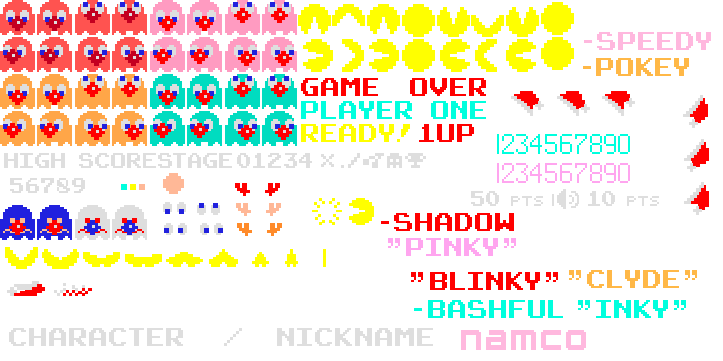 -SPEEDY
-POKEY
GAME OVER
PLAYER ONE
READY! 1UP
1234567890
HIGH SCORE STAGE 01234 X./
1234567890
56789
50 PTS 10 PTS
-SHADOW
"PINKY"
"BLINKY" "CLYDE"
-BASHFUL "INKY"
CHARACTER / NICKNAME namco